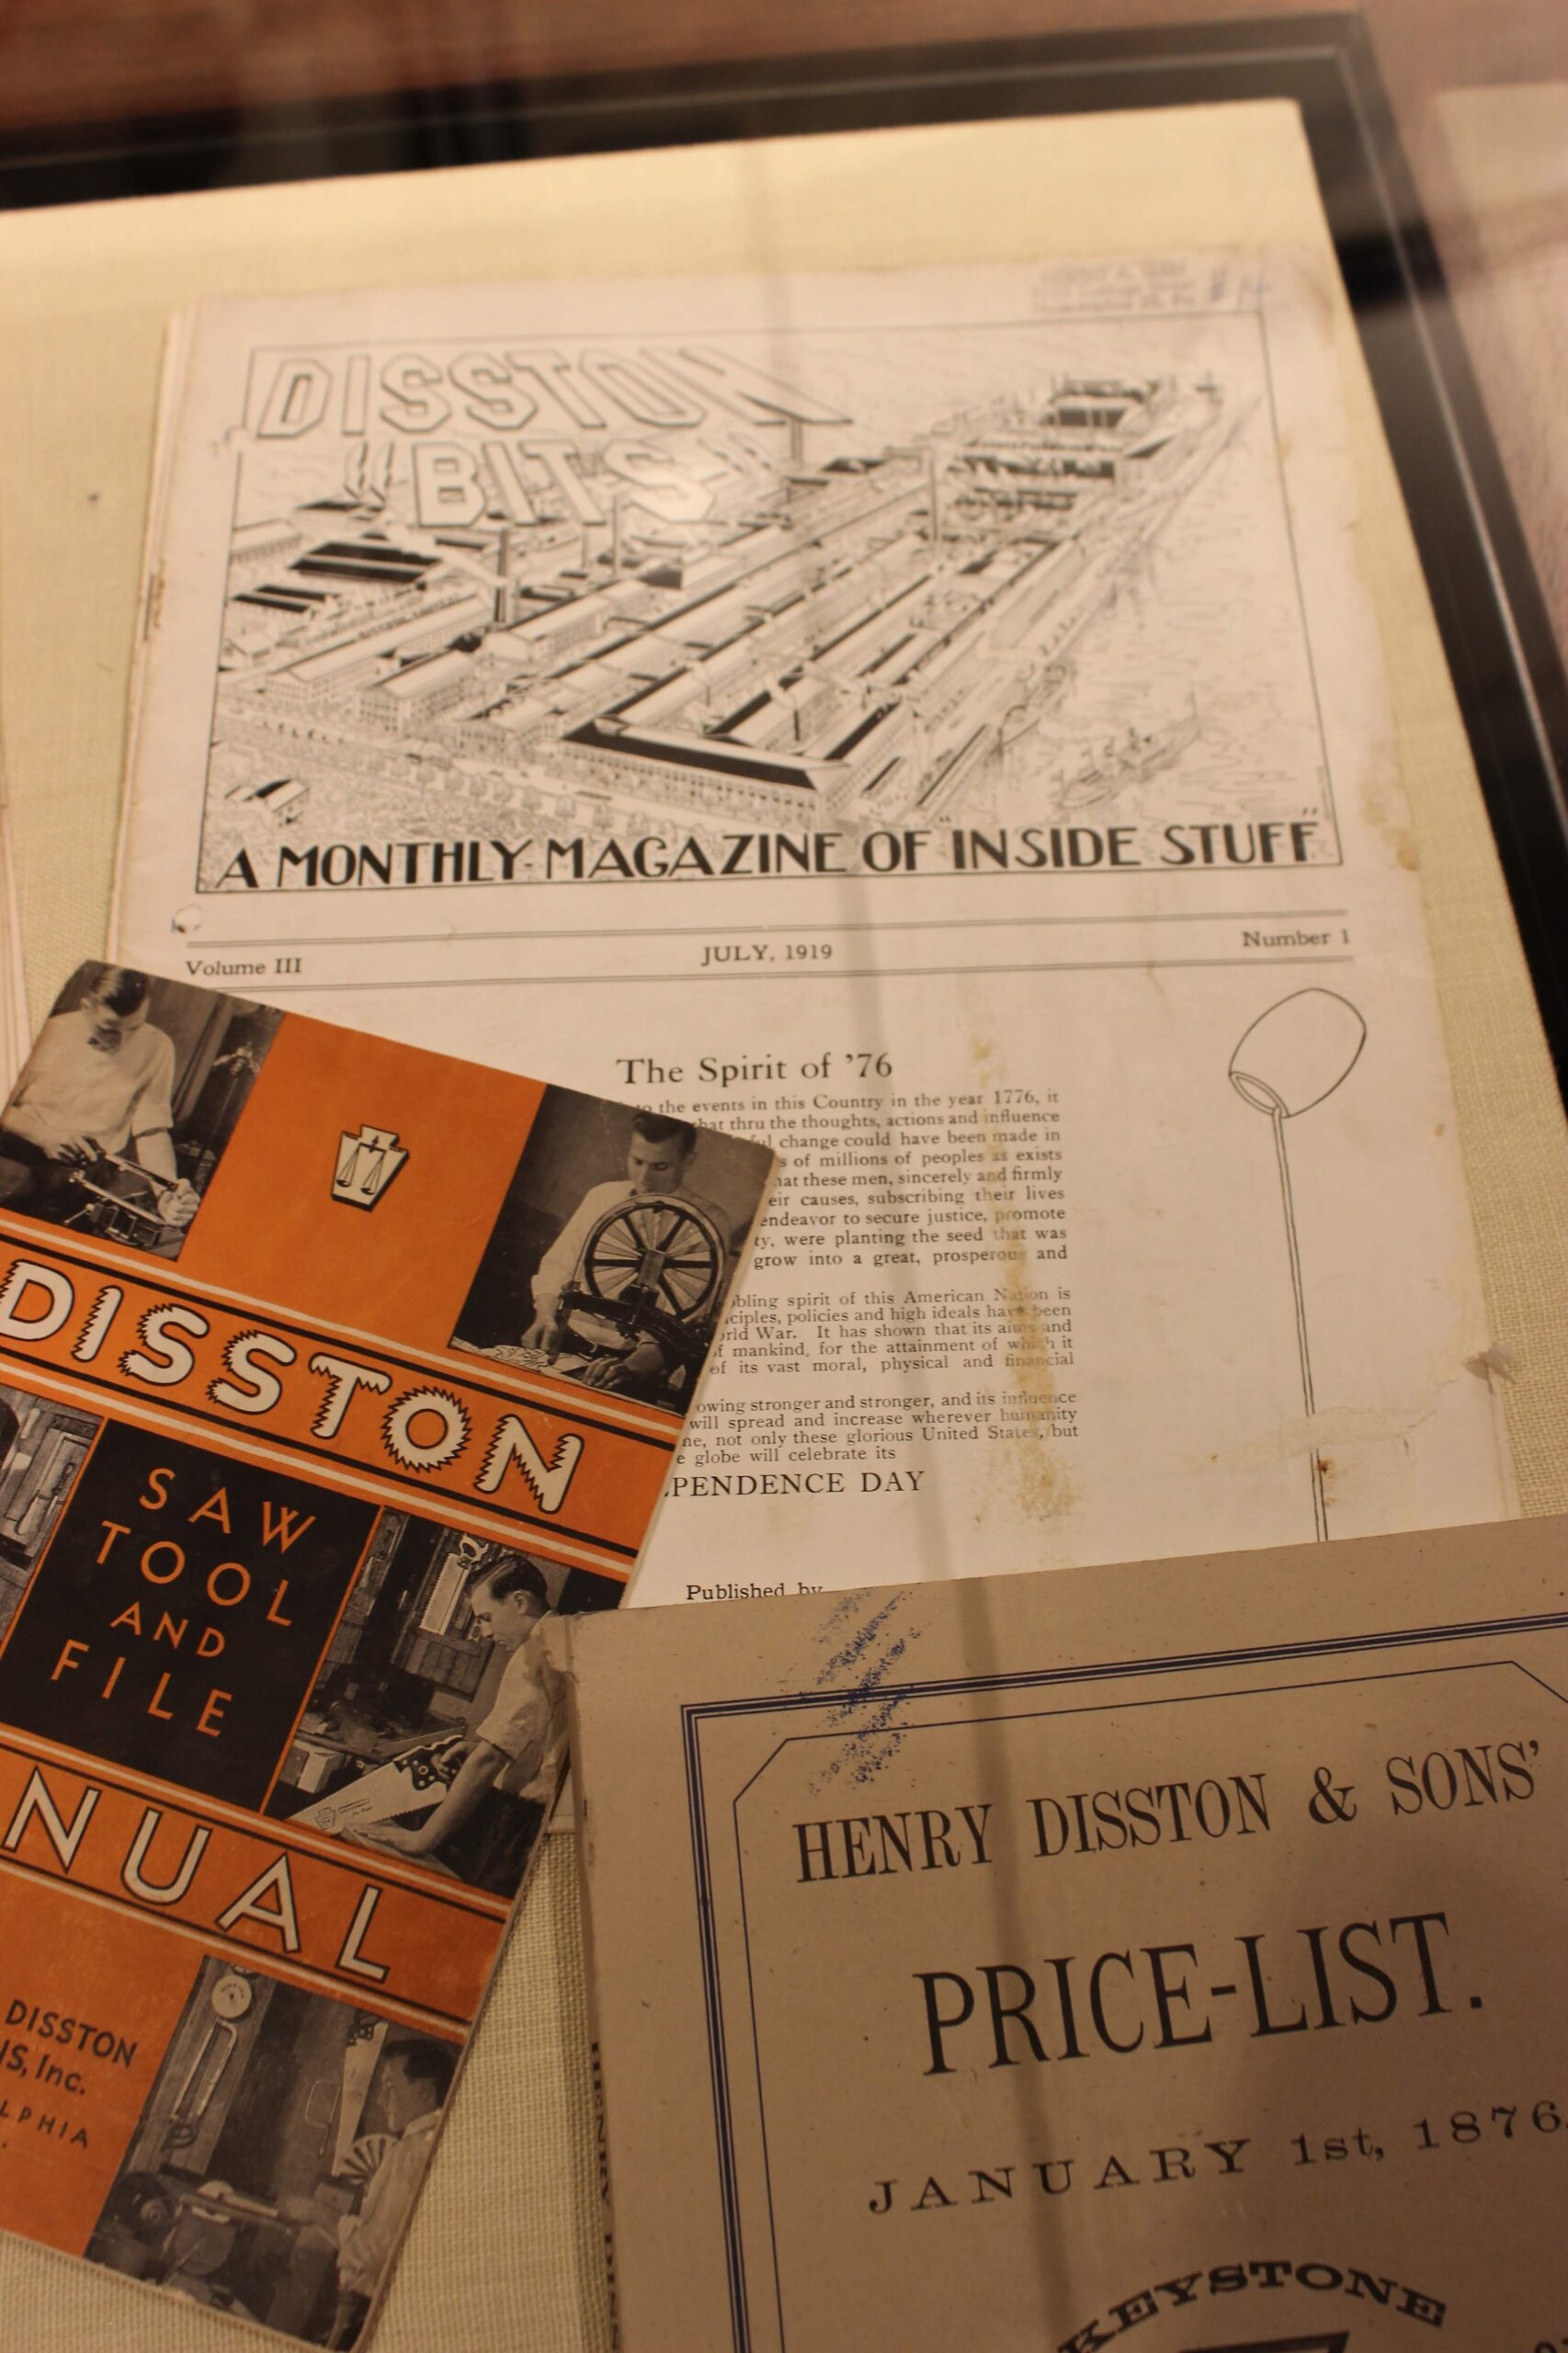 DISSTON
"BITS"
A MONTHLY MAGAZINE OF "INSIDE STUFF"
Volume III JULY, 1919 Number 1
The Spirit of '76
the events in this Country in the year 1776, it
that thru the thoughts, actions and influence
change could have been made in
of millions of peoples as exists
these men, sincerely and firmly
causes, subscribing their lives
endeavor to secure justice, promote
were planting the seed that was
grow into a great, prosperous and
spirit of this American Nation is
policies and high ideals have been
War. It has shown that its aims and
mankind, for the attainment of which it
of its vast moral, physical and financial
stronger and stronger, and its influence
will spread and increase wherever humanity
not only these glorious United States, but
globe will celebrate its
PENDENCE DAY
Published by
DISSTON
SAW
TOOL
AND
FILE
NUAL
DISSTON
NS, Inc.
LPHIA
HENRY DISSTON & SONS'
PRICE-LIST.
JANUARY 1st, 1876.
KEYSTONE